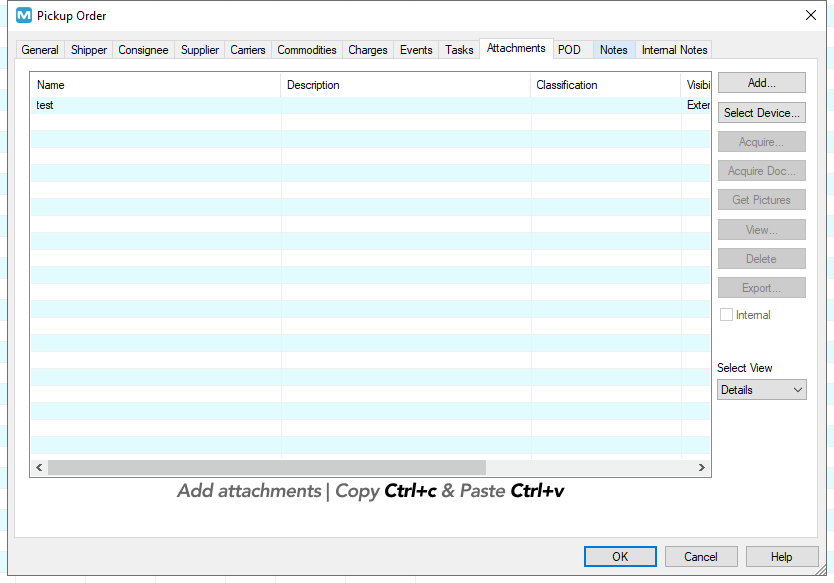 Pickup Order
General Shipper Consignee Supplier Carriers Commodities Charges Events Tasks Attachments POD Notes Internal Notes
Name Description Classification Visibi
test Exter
Add...
Select Device...
Acquire...
Acquire Doc...
Get Pictures
View...
Delete
Export...
Internal
Select View
Details
Add attachments | Copy Ctrl+c & Paste Ctrl+v
OK Cancel Help